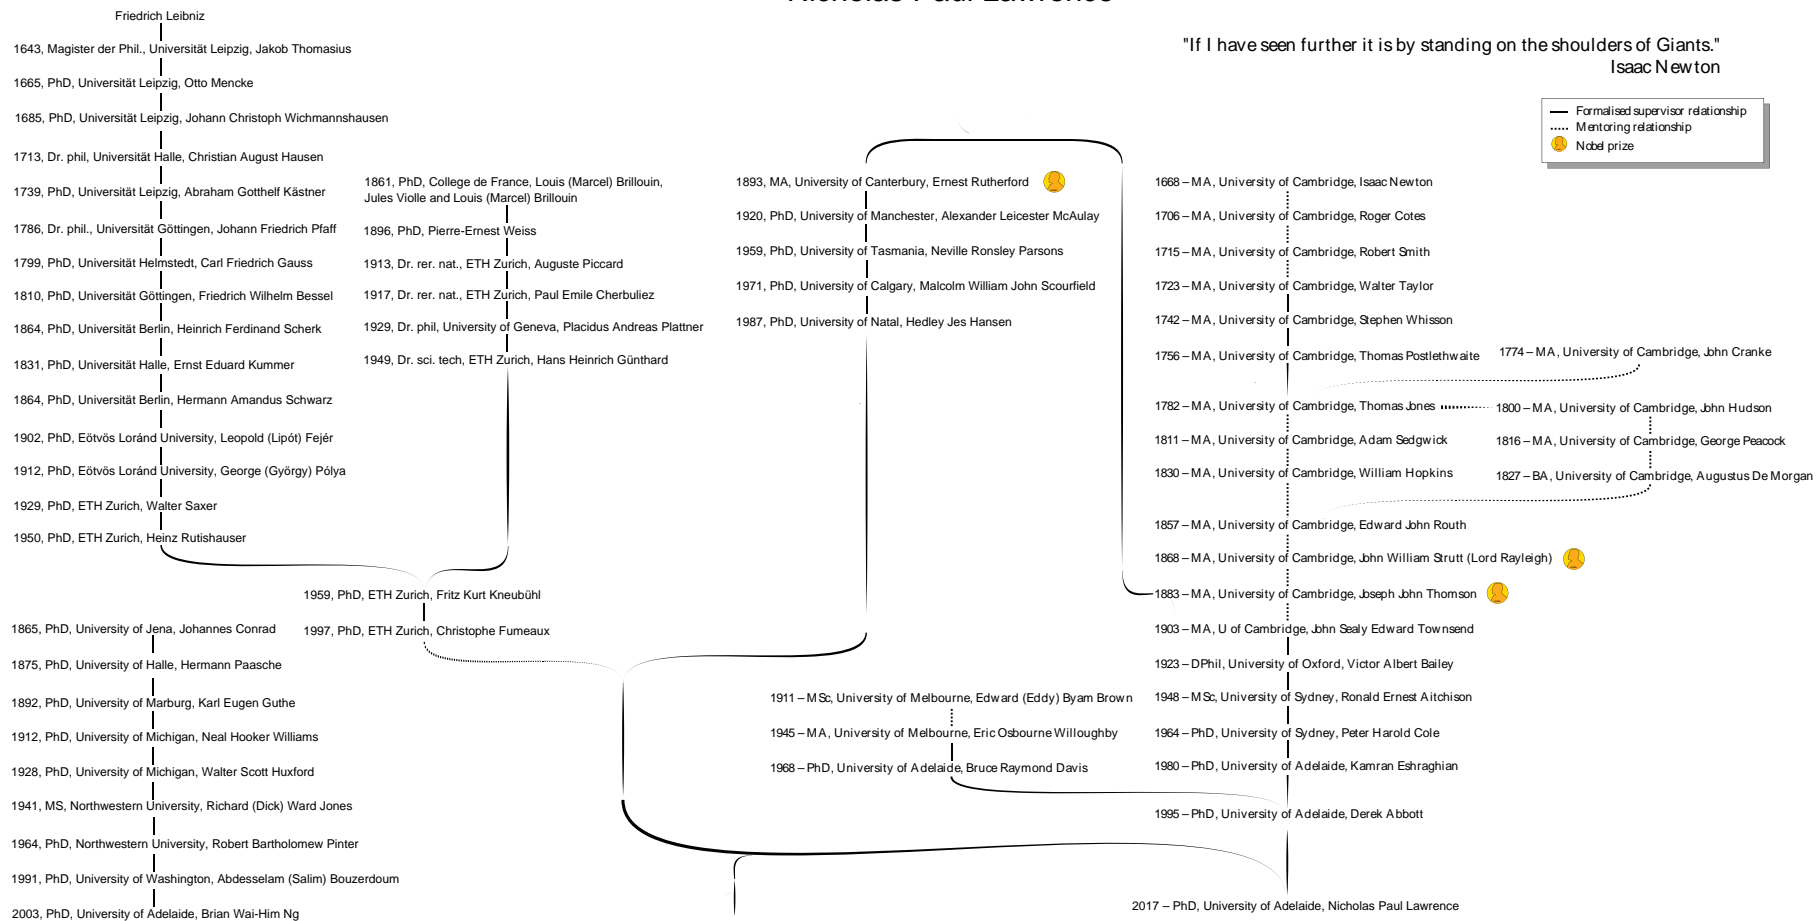 Nicholas Paul Lawrence
"If I have seen further it is by standing on the shoulders of Giants."
Isaac Newton
Formalised supervisor relationship
Mentoring relationship
Nobel prize
Friedrich Leibniz
1643, Magister der Phil., Universität Leipzig, Jakob Thomasius
1665, PhD, Universität Leipzig, Otto Mencke
1685, PhD, Universität Leipzig, Johann Christoph Wichmannshausen
1713, Dr. phil, Universität Halle, Christian August Hausen
1739, PhD, Universität Leipzig, Abraham Gotthelf Kästner
1786, Dr. phil., Universität Göttingen, Johann Friedrich Pfaff
1799, PhD, Universität Helmstedt, Carl Friedrich Gauss
1810, PhD, Universität Göttingen, Friedrich Wilhelm Bessel
1864, PhD, Universität Berlin, Heinrich Ferdinand Scherk
1831, PhD, Universität Halle, Ernst Eduard Kummer
1864, PhD, Universität Berlin, Hermann Amandus Schwarz
1902, PhD, Eötvös Loránd University, Leopold (Lipót) Fejér
1912, PhD, Eötvös Loránd University, George (György) Pólya
1929, PhD, ETH Zurich, Walter Saxer
1950, PhD, ETH Zurich, Heinz Rutishauser
1861, PhD, College de France, Louis (Marcel) Brillouin,
Jules Violle and Louis (Marcel) Brillouin
1896, PhD, Pierre-Ernest Weiss
1913, Dr. rer. nat., ETH Zurich, Auguste Piccard
1917, Dr. rer. nat., ETH Zurich, Paul Emile Cherbuliez
1929, Dr. phil, University of Geneva, Placidus Andreas Plattner
1949, Dr. sci. tech, ETH Zurich, Hans Heinrich Günthard
1959, PhD, ETH Zurich, Fritz Kurt Kneubühl
1997, PhD, ETH Zurich, Christophe Fumeaux
1865, PhD, University of Jena, Johannes Conrad
1875, PhD, University of Halle, Hermann Paasche
1892, PhD, University of Marburg, Karl Eugen Guthe
1912, PhD, University of Michigan, Neal Hooker Williams
1928, PhD, University of Michigan, Walter Scott Huxford
1941, MS, Northwestern University, Richard (Dick) Ward Jones
1964, PhD, Northwestern University, Robert Bartholomew Pinter
1991, PhD, University of Washington, Abdesselam (Salim) Bouzerdoum
2003, PhD, University of Adelaide, Brian Wai-Him Ng
1893, MA, University of Canterbury, Ernest Rutherford
1920, PhD, University of Manchester, Alexander Leicester McAulay
1959, PhD, University of Tasmania, Neville Ronsley Parsons
1971, PhD, University of Calgary, Malcolm William John Scourfield
1987, PhD, University of Natal, Hedley Jes Hansen
1911 – MSc, University of Melbourne, Edward (Eddy) Byam Brown
1945 – MA, University of Melbourne, Eric Osbourne Willoughby
1968 – PhD, University of Adelaide, Bruce Raymond Davis
1668 – MA, University of Cambridge, Isaac Newton
1706 – MA, University of Cambridge, Roger Cotes
1715 – MA, University of Cambridge, Robert Smith
1723 – MA, University of Cambridge, Walter Taylor
1742 – MA, University of Cambridge, Stephen Whisson
1756 – MA, University of Cambridge, Thomas Postlethwaite
1774 – MA, University of Cambridge, John Cranke
1782 – MA, University of Cambridge, Thomas Jones
1800 – MA, University of Cambridge, John Hudson
1811 – MA, University of Cambridge, Adam Sedgwick
1816 – MA, University of Cambridge, George Peacock
1830 – MA, University of Cambridge, William Hopkins
1827 – BA, University of Cambridge, Augustus De Morgan
1857 – MA, University of Cambridge, Edward John Routh
1868 – MA, University of Cambridge, John William Strutt (Lord Rayleigh)
1883 – MA, University of Cambridge, Joseph John Thomson
1903 – MA, U of Cambridge, John Sealy Edward Townsend
1923 – DPhil, University of Oxford, Victor Albert Bailey
1948 – MSc, University of Sydney, Ronald Ernest Aitchison
1964 – PhD, University of Sydney, Peter Harold Cole
1980 – PhD, University of Adelaide, Kamran Eshraghian
1995 – PhD, University of Adelaide, Derek Abbott
2017 – PhD, University of Adelaide, Nicholas Paul Lawrence